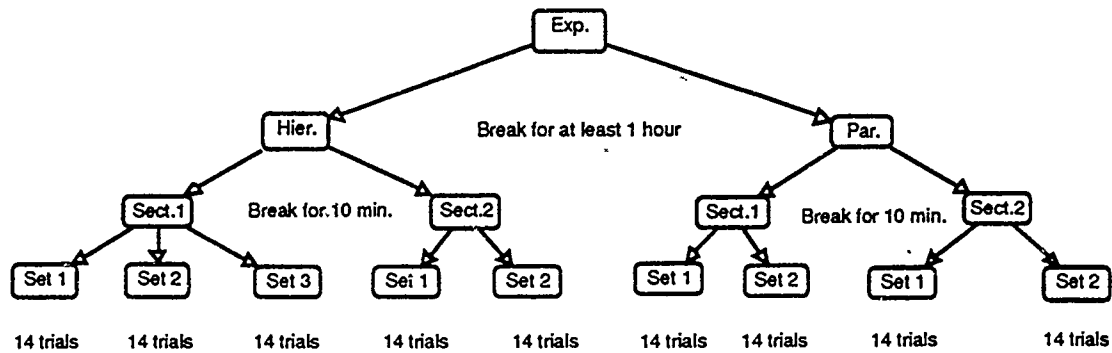 Exp.
Hier.
Break for at least 1 hour
Par.
Sect.1
Break for.10 min.
Sect.2
Sect.1
Break for 10 min.
Sect.2
Set 1
Set 2
Set 3
Sei 1
Set 2
Set 1
Set 2
Set 1
Set 2
14 trials
14 trials
14 trials
14 trials
14 trials
14 trials
14 trials
14 trials
14 trials